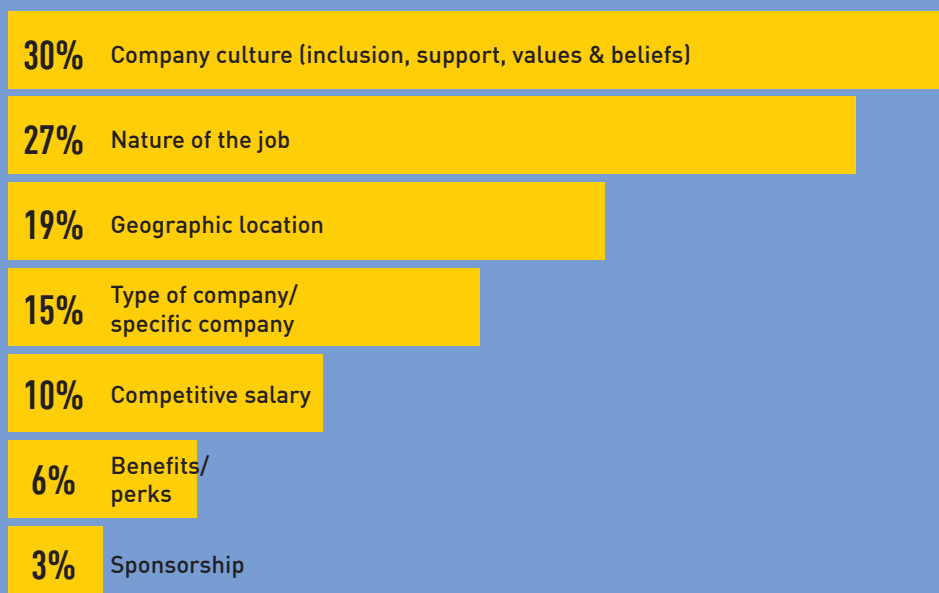 30% Company culture (inclusion, support, values & beliefs)
27% Nature of the job
19% Geographic location
15% Type of company/
specific company
10% Competitive salary
6% Benefits/
perks
3% Sponsorship